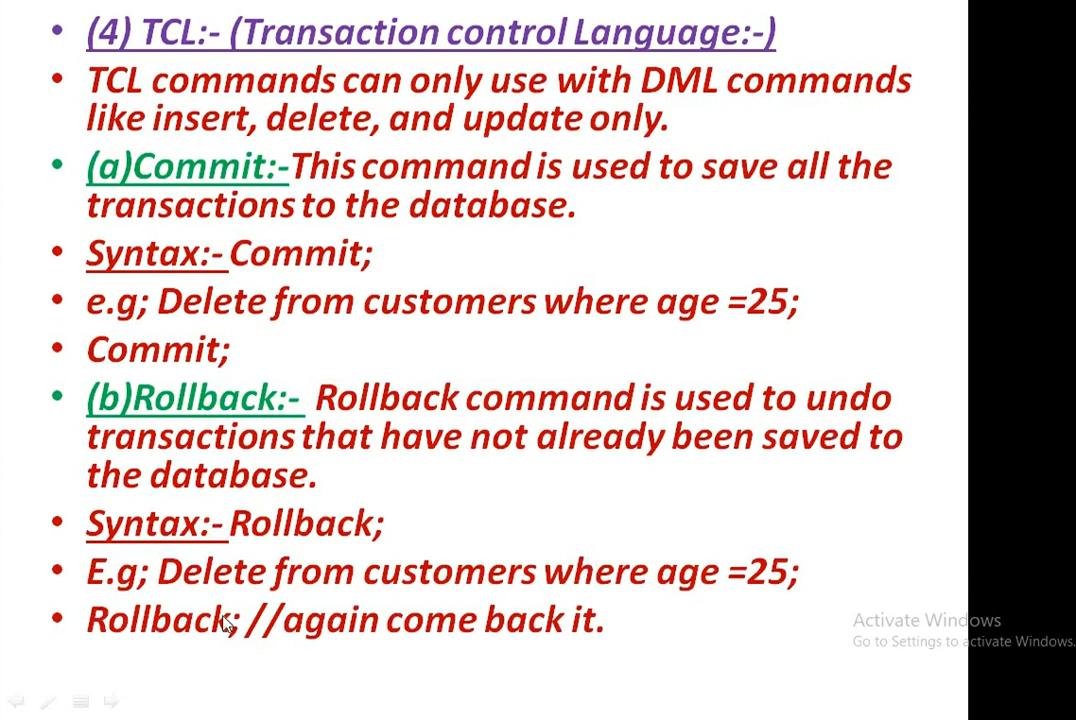 • (4) TCL:- (Transaction control Language:-)
• TCL commands can only use with DML commands
like insert, delete, and update only.
• (a)Commit:-This command is used to save all the
transactions to the database.
• Syntax:- Commit;
• e.g; Delete from customers where age =25;
• Commit;
• (b)Rollback:- Rollback command is used to undo
transactions that have not already been saved to
the database.
• Syntax:- Rollback;
• E.g; Delete from customers where age =25;
• Rollback; //again come back it.
Activate Windows
Go to Settings to activate Windows.